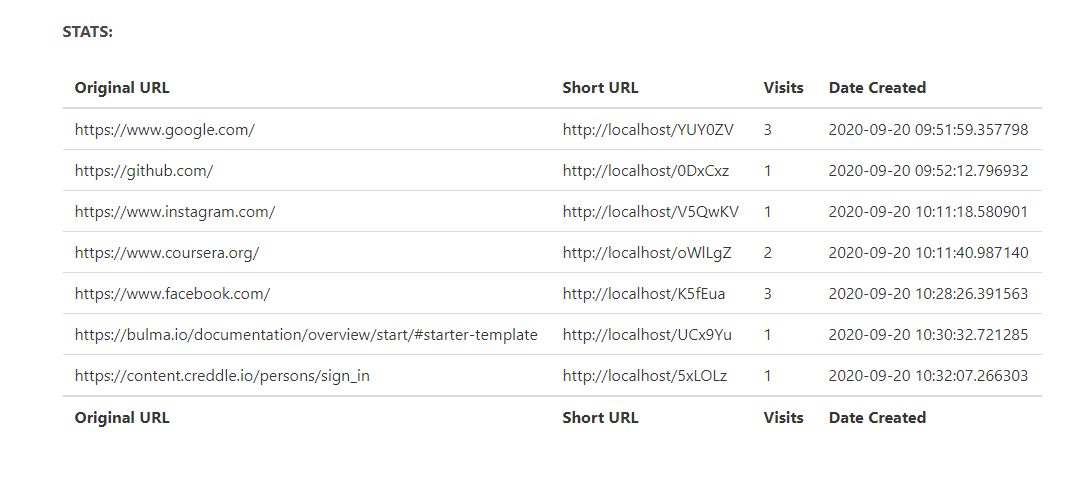 STATS:
Original URL Short URL Visits Date Created
https://www.google.com/ http://localhost/YUY0ZV 3 2020-09-20 09:51:59.357798
https://github.com/ http://localhost/0DxCxz 1 2020-09-20 09:52:12.796932
https://www.instagram.com/ http://localhost/V5QwKV 1 2020-09-20 10:11:18.580901
https://www.coursera.org/ http://localhost/oWlLgZ 2 2020-09-20 10:11:40.987140
https://www.facebook.com/ http://localhost/K5fEua 3 2020-09-20 10:28:26.391563
https://bulma.io/documentation/overview/start/#starter-template http://localhost/UCx9Yu 1 2020-09-20 10:30:32.721285
https://content.creddle.io/persons/sign_in http://localhost/5xLOLz 1 2020-09-20 10:32:07.266303
Original URL Short URL Visits Date Created